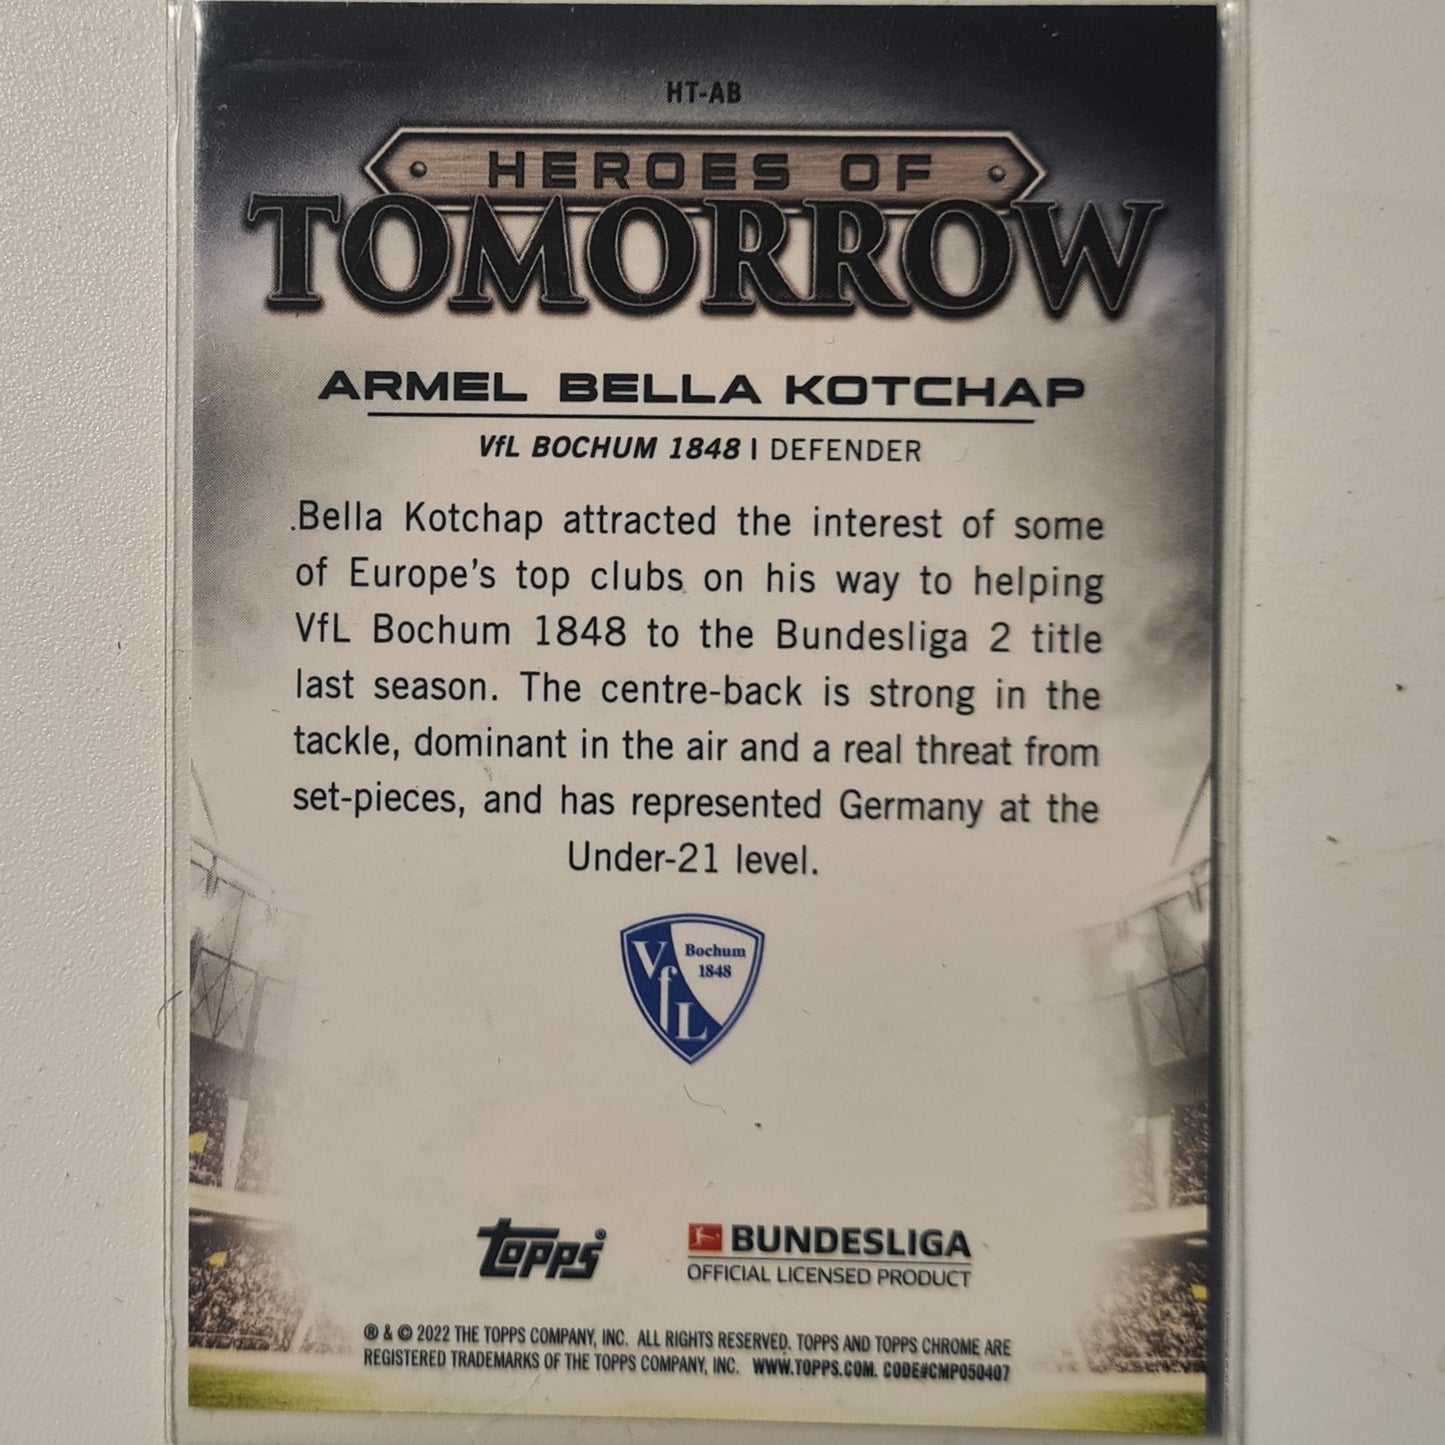 HT-AB
HEROES OF
TOMORROW
ARMEL BELLA KOTCHAP
VfL BOCHUM 1848 I DEFENDER
.Bella Kotchap attracted the interest of some
of Europe's top clubs on his way to helping
VfL Bochum 1848 to the Bundesliga 2 title
last season. The centre-back is strong in the
tackle, dominant in the air and a real threat from
set-pieces, and has represented Germany at the
Under-21 level.
VfL
Bochum
1848
Topps®
BUNDESLIGA
OFFICIAL LICENSED PRODUCT
® & © 2022 THE TOPPS COMPANY, INC. ALL RIGHTS RESERVED. TOPPS AND TOPPS CHROME ARE
REGISTERED TRADEMARKS OF THE TOPPS COMPANY, INC. WWW.TOPPS.COM. CODE#CMP050407